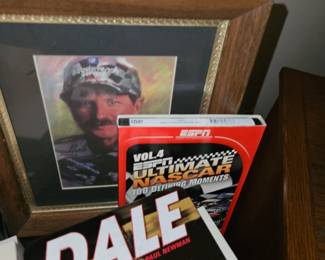 ESPN
VOL.4 ESPN
ULTIMATE
NASCAR
100 DEFINING MOMENTS
DALE
PAUL NEWMAN